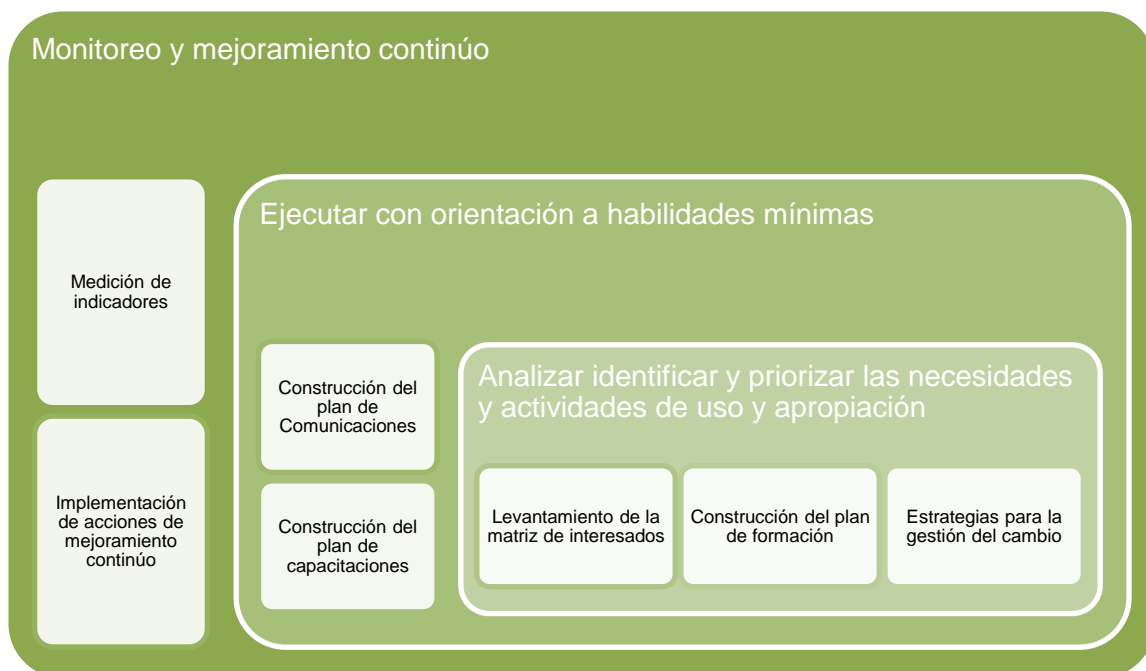 Monitoreo y mejoramiento continúo
Medición de
indicadores
Implementación
de acciones de
mejoramiento
continúo
Ejecutar con orientación a habilidades mínimas
Construcción del
plan de
Comunicaciones
Construcción del
plan de
capacitaciones
Analizar identificar y priorizar las necesidades
y actividades de uso y apropiación
Levantamiento de la
matriz de interesados
Construcción del plan
de formación
Estrategias para la
gestión del cambio